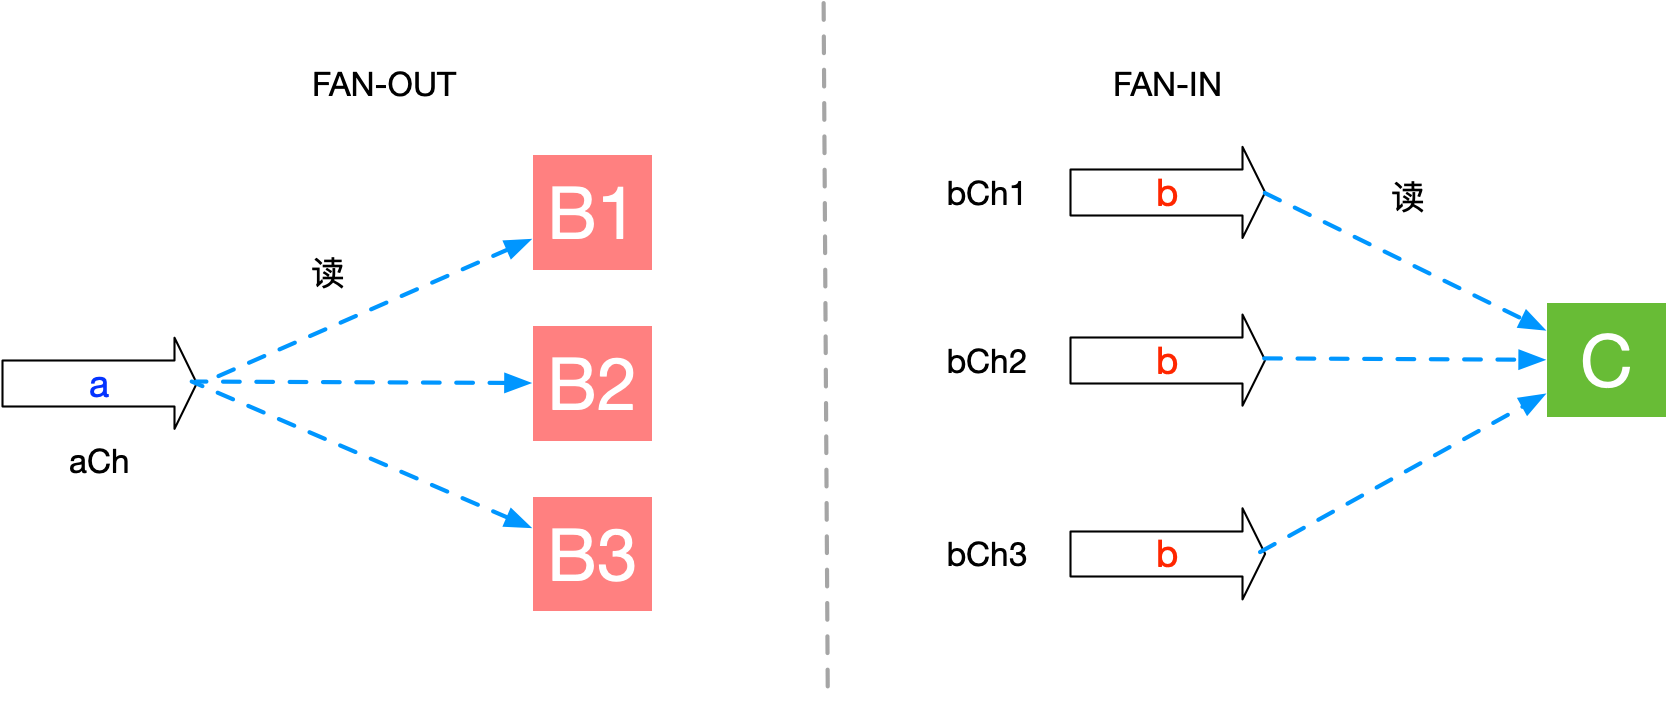 FAN-OUT
读
a
aCh
B1
B2
B3
FAN-IN
bCh1
b
读
bCh2
b
bCh3
b
C